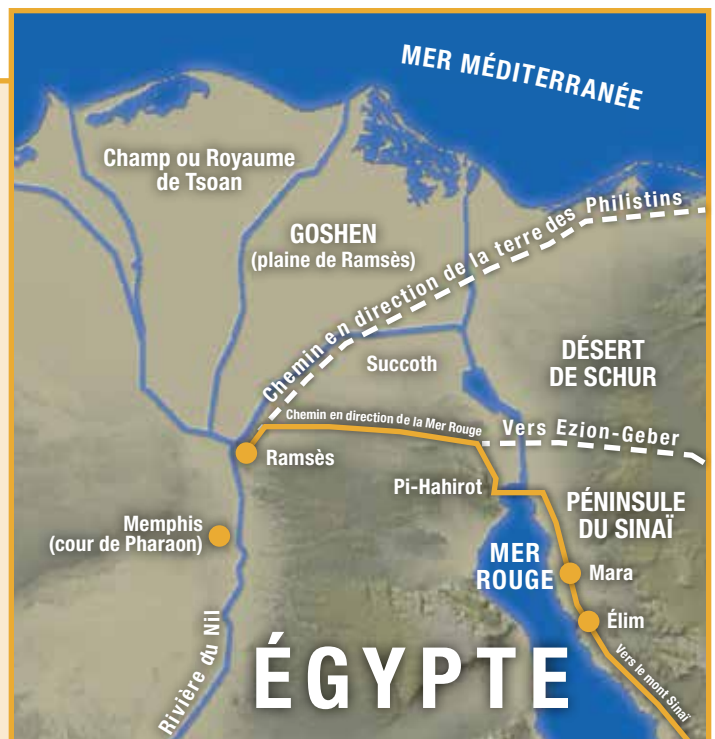 MER MÉDITERRANÉE
Champ ou Royaume
de Tsoan
GOSHEN
(plaine de Ramsès)
Chemin en direction de la terre des Philistins
Succoth
DÉSERT
DE SCHUR
Chemin en direction de la Mer Rouge
Vers Ezion-Geber
Ramsès
Pi-Hahirot
PÉNINSULE
DU SINAÏ
Memphis
(cour de Pharaon)
MER
ROUGE
Mara
Élim
Rivière du Nil
ÉGYPTE
Vers le mont Sinaï